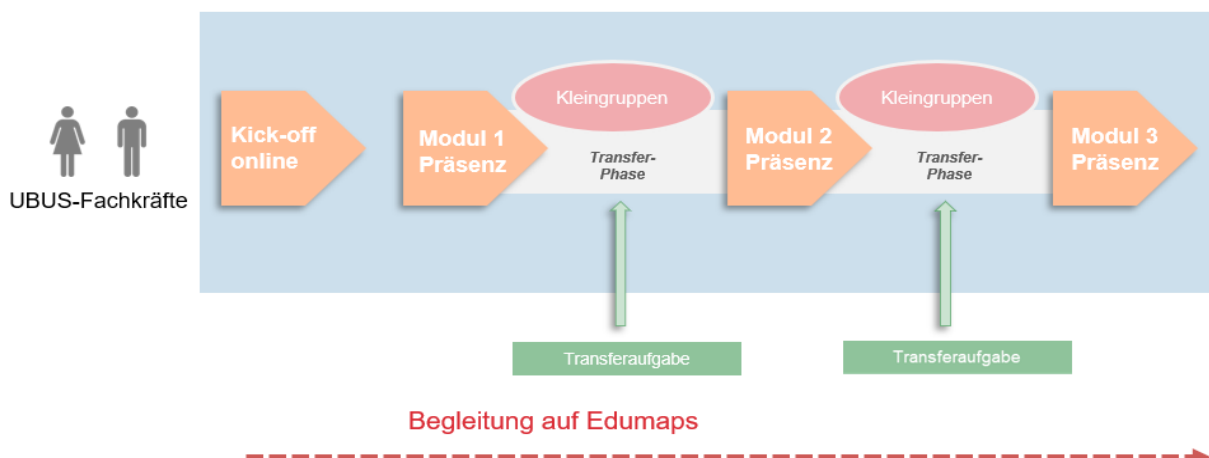 UBUS-Fachkräfte
Kick-off
online
Modul 1
Präsenz
Kleingruppen
Transfer-
Phase
Modul 2
Präsenz
Kleingruppen
Transfer-
Phase
Modul 3
Präsenz
Transferaufgabe
Transferaufgabe
Begleitung auf Edumaps